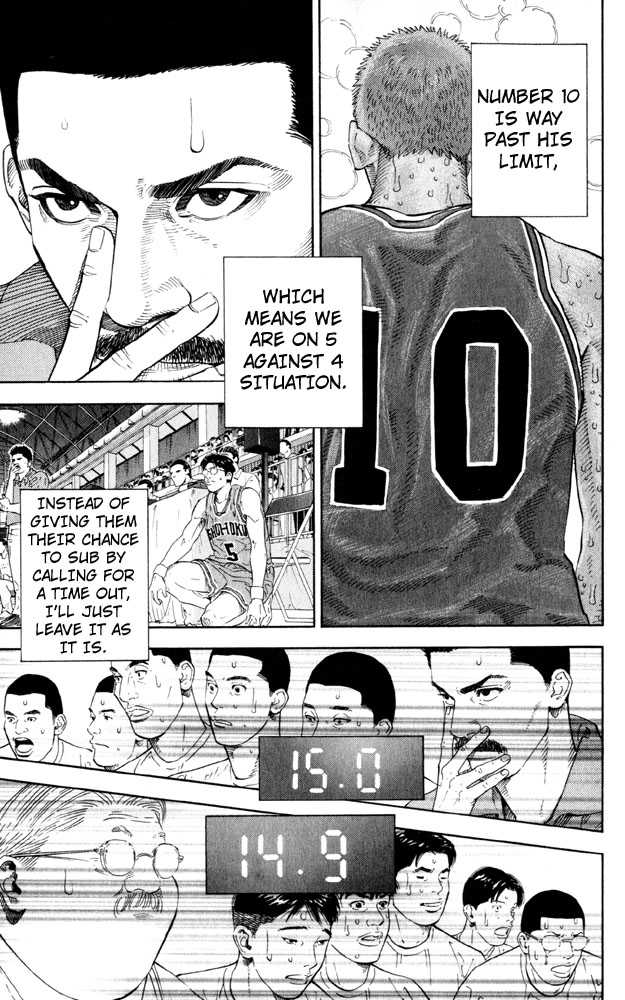 NUMBER 10
IS WAY
PAST HIS
LIMIT,
10
WHICH
MEANS WE
ARE ON 5
AGAINST 4
SITUATION.
SHOHOKU
5
INSTEAD OF
GIVING THEM
THEIR CHANCE
TO SUB BY
CALLING FOR
A TIME OUT,
I'LL JUST
LEAVE IT AS
IT IS.
15.0
14.9